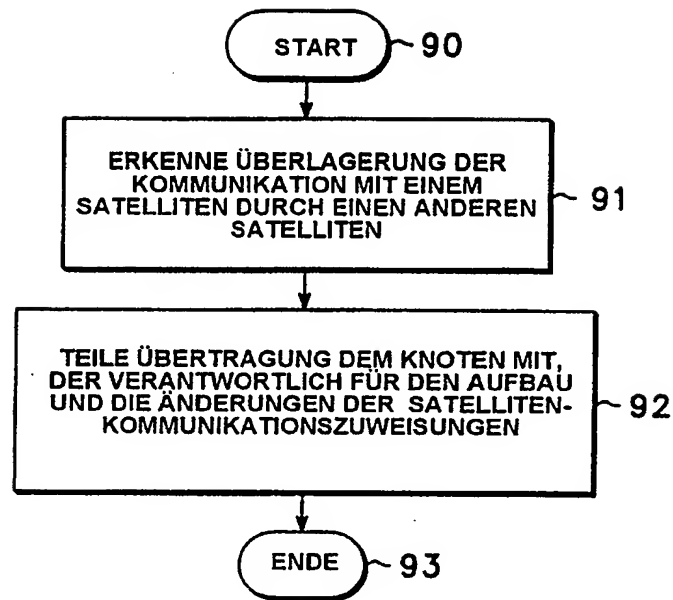 START
90
ERKENNE ÜBERLAGERUNG DER
KOMMUNIKATION MIT EINEM
SATELLITEN DURCH EINEN ANDEREN
SATELLITEN
91
TEILE ÜBERTRAGUNG DEM KNOTEN MIT,
DER VERANTWORTLICH FÜR DEN AUFBAU
UND DIE ÄNDERUNGEN DER SATELLITEN-
KOMMUNIKATIONSZUWEISUNGEN
92
ENDE
93